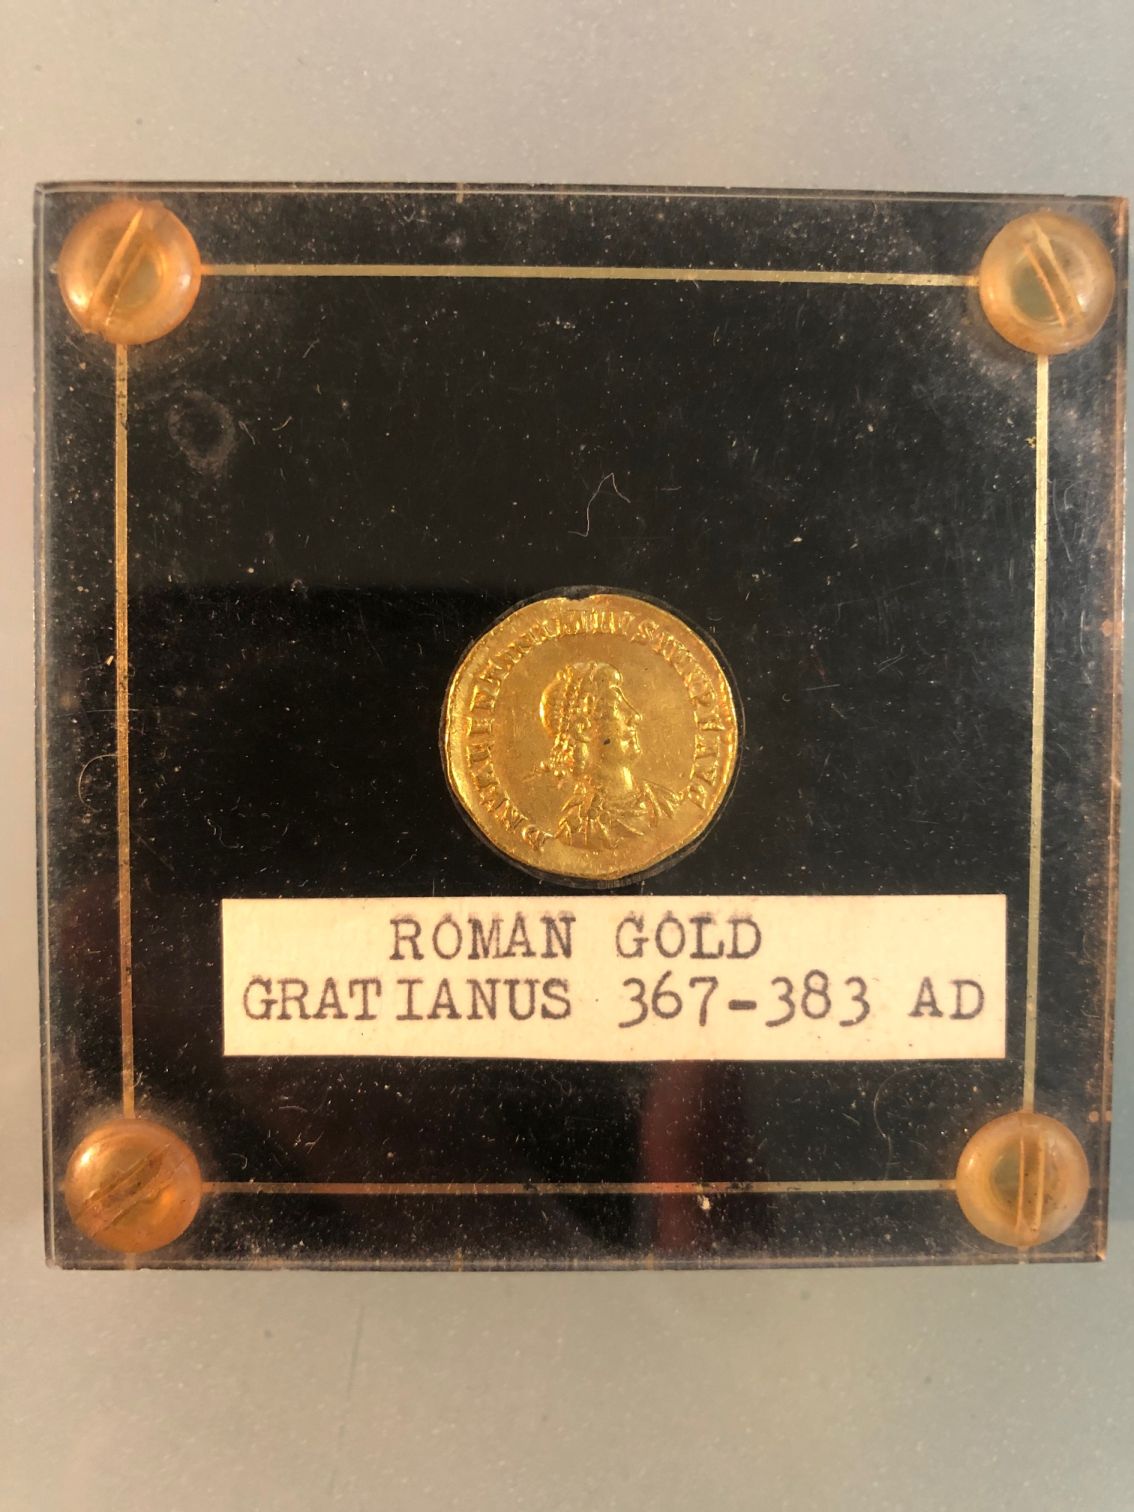 ROMAN GOLD
GRATIANUS 367-383 AD